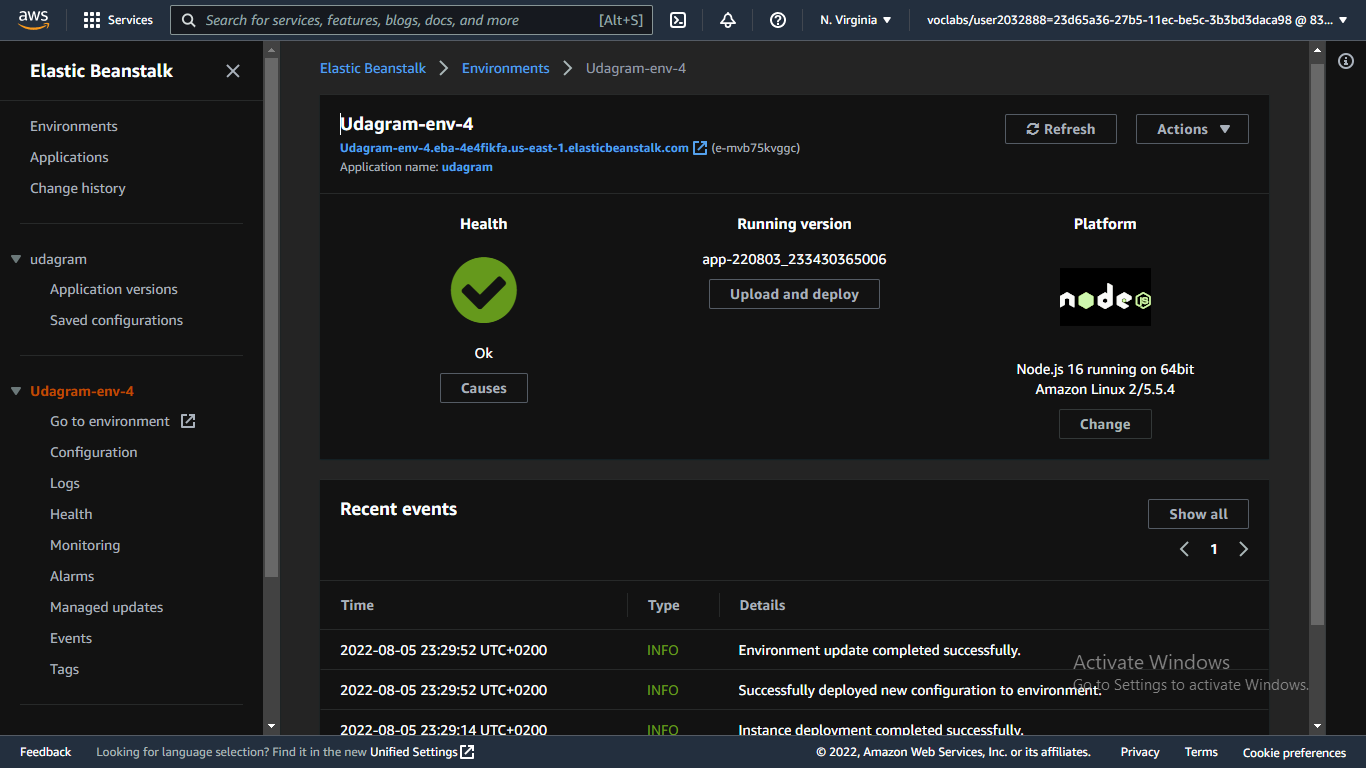 aws
Services
Search for services, features, blogs, docs, and more [Alt+S]
N. Virginia
voclabs/user2032888=23d65a36-27b5-11ec-be5c-3b3bd3daca98 @ 83...
Elastic Beanstalk
Environments
Applications
Change history
udagram
Application versions
Saved configurations
Udagram-env-4
Go to environment
Configuration
Logs
Health
Monitoring
Alarms
Managed updates
Events
Tags
Elastic Beanstalk Environments Udagram-env-4
Udagram-env-4
Udagram-env-4.eba-4e4fikfa.us-east-1.elasticbeanstalk.com (e-mvb75kvggc)
Application name: udagram
Refresh
Actions
Health
Ok
Causes
Running version
app-220803_233430365006
Upload and deploy
Platform
node JS
Node.js 16 running on 64bit
Amazon Linux 2/5.5.4
Change
Recent events
Show all
1
Time Type Details
2022-08-05 23:29:52 UTC+0200 INFO Environment update completed successfully.
2022-08-05 23:29:52 UTC+0200 INFO Successfully deployed new configuration to environment.
2022-08-05 23:29:14 UTC+0200 INFO Instance deployment completed successfully.
Activate Windows
Go to Settings to activate Windows.
Feedback Looking for language selection? Find it in the new Unified Settings
© 2022, Amazon Web Services, Inc. or its affiliates. Privacy Terms Cookie preferences